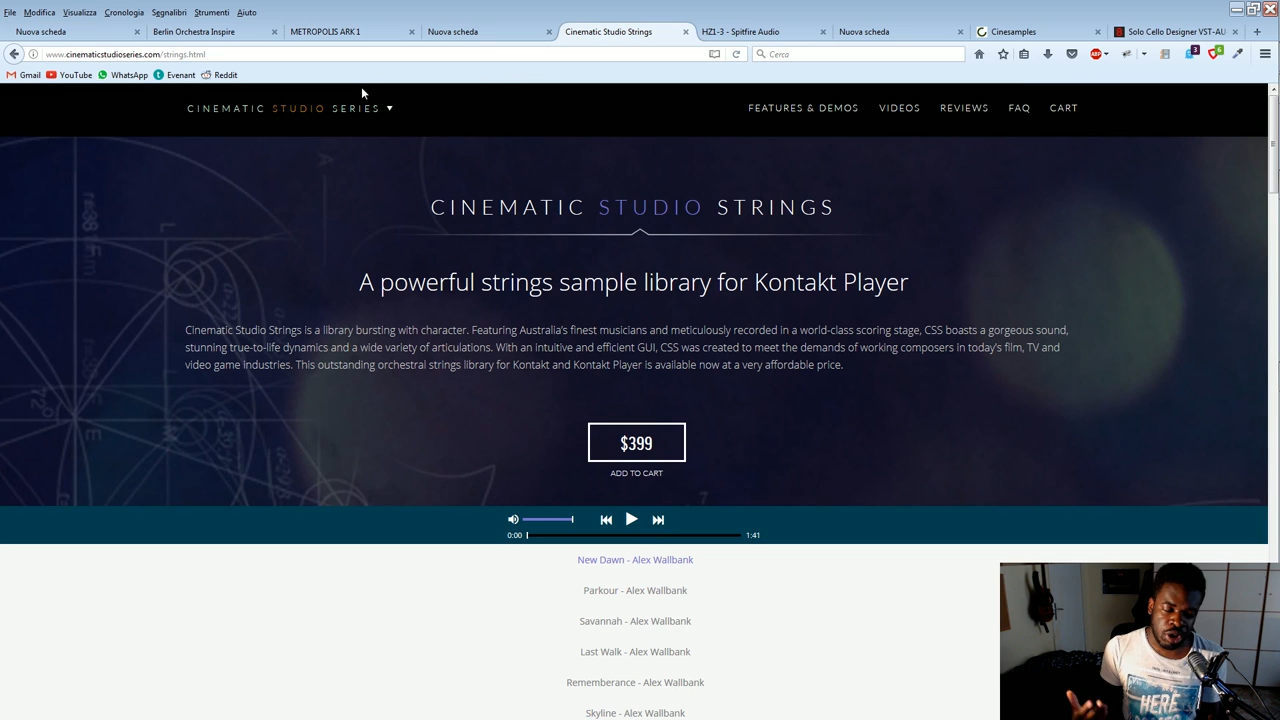 File Modifica Visualizza Cronologia Segnalibri Strumenti Aiuto
Nuova scheda Berlin Orchestra Inspire METROPOLIS ARK 1 Nuova scheda Cinematic Studio Strings HZ1-3 - Spitfire Audio Nuova scheda Cinesamples Solo Cello Designer VST-AU
www.cinematicstudioseries.com/strings.html Cerca ABP 3 6
Gmail YouTube WhatsApp Evenant Reddit
CINEMATIC STUDIO SERIES FEATURES & DEMOS VIDEOS REVIEWS FAQ CART
CINEMATIC STUDIO STRINGS
A powerful strings sample library for Kontakt Player
Cinematic Studio Strings is a library bursting with character. Featuring Australia's finest musicians and meticulously recorded in a world-class scoring stage, CSS boasts a gorgeous sound,
stunning true-to-life dynamics and a wide variety of articulations. With an intuitive and efficient GUI, CSS was created to meet the demands of working composers in today's film, TV and
video game industries. This outstanding orchestral strings library for Kontakt and Kontakt Player is available now at a very affordable price.
$399
ADD TO CART
0:00 1:41
New Dawn - Alex Wallbank
Parkour - Alex Wallbank
Savannah - Alex Wallbank
Last Walk - Alex Wallbank
Rememberance - Alex Wallbank
Skyline - Alex Wallbank
HERE